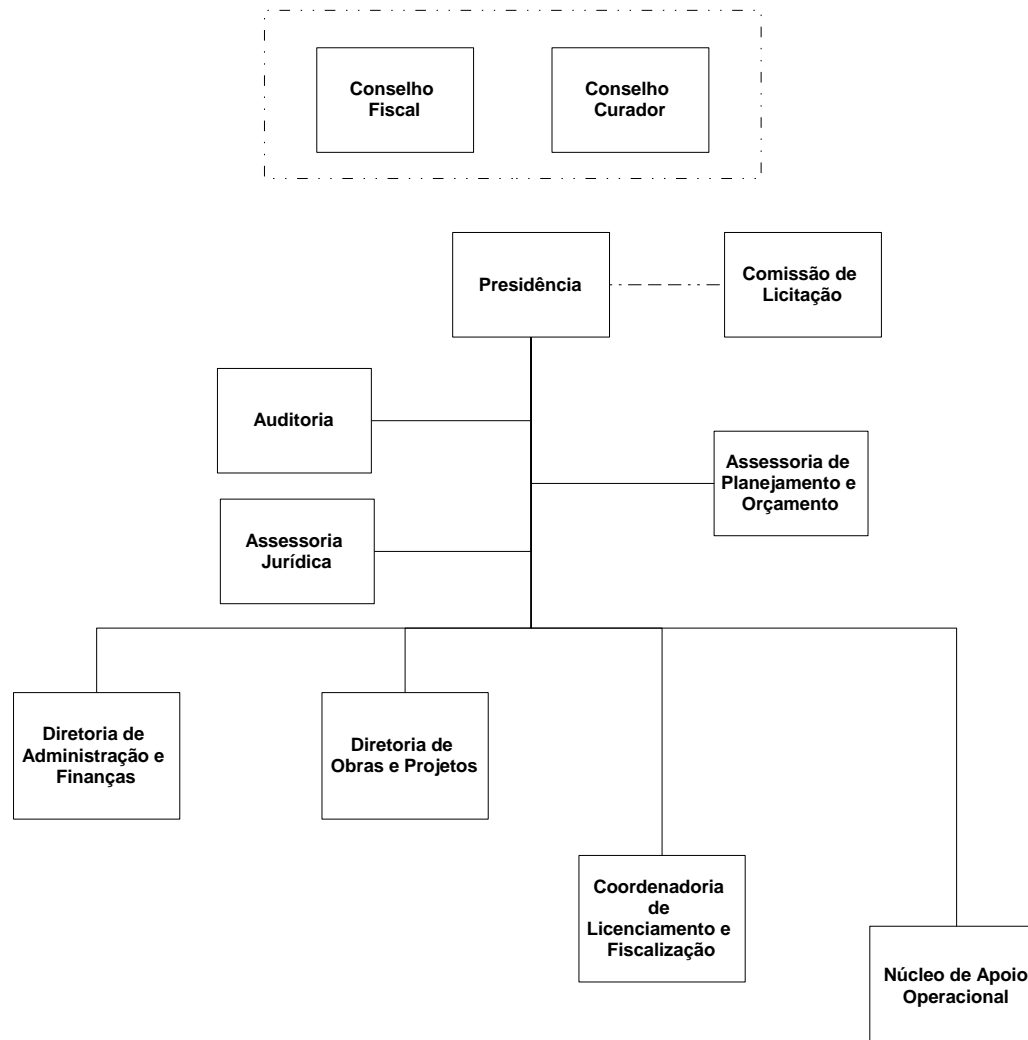 Conselho
Fiscal
Conselho
Curador
Presidência
Comissão de
Licitação
Auditoria
Assessoria de
Planejamento e
Orçamento
Assessoria
Jurídica
Diretoria de
Administração e
Finanças
Diretoria de
Obras e Projetos
Coordenadoria
de
Licenciamento e
Fiscalização
Núcleo de Apoio
Operacional